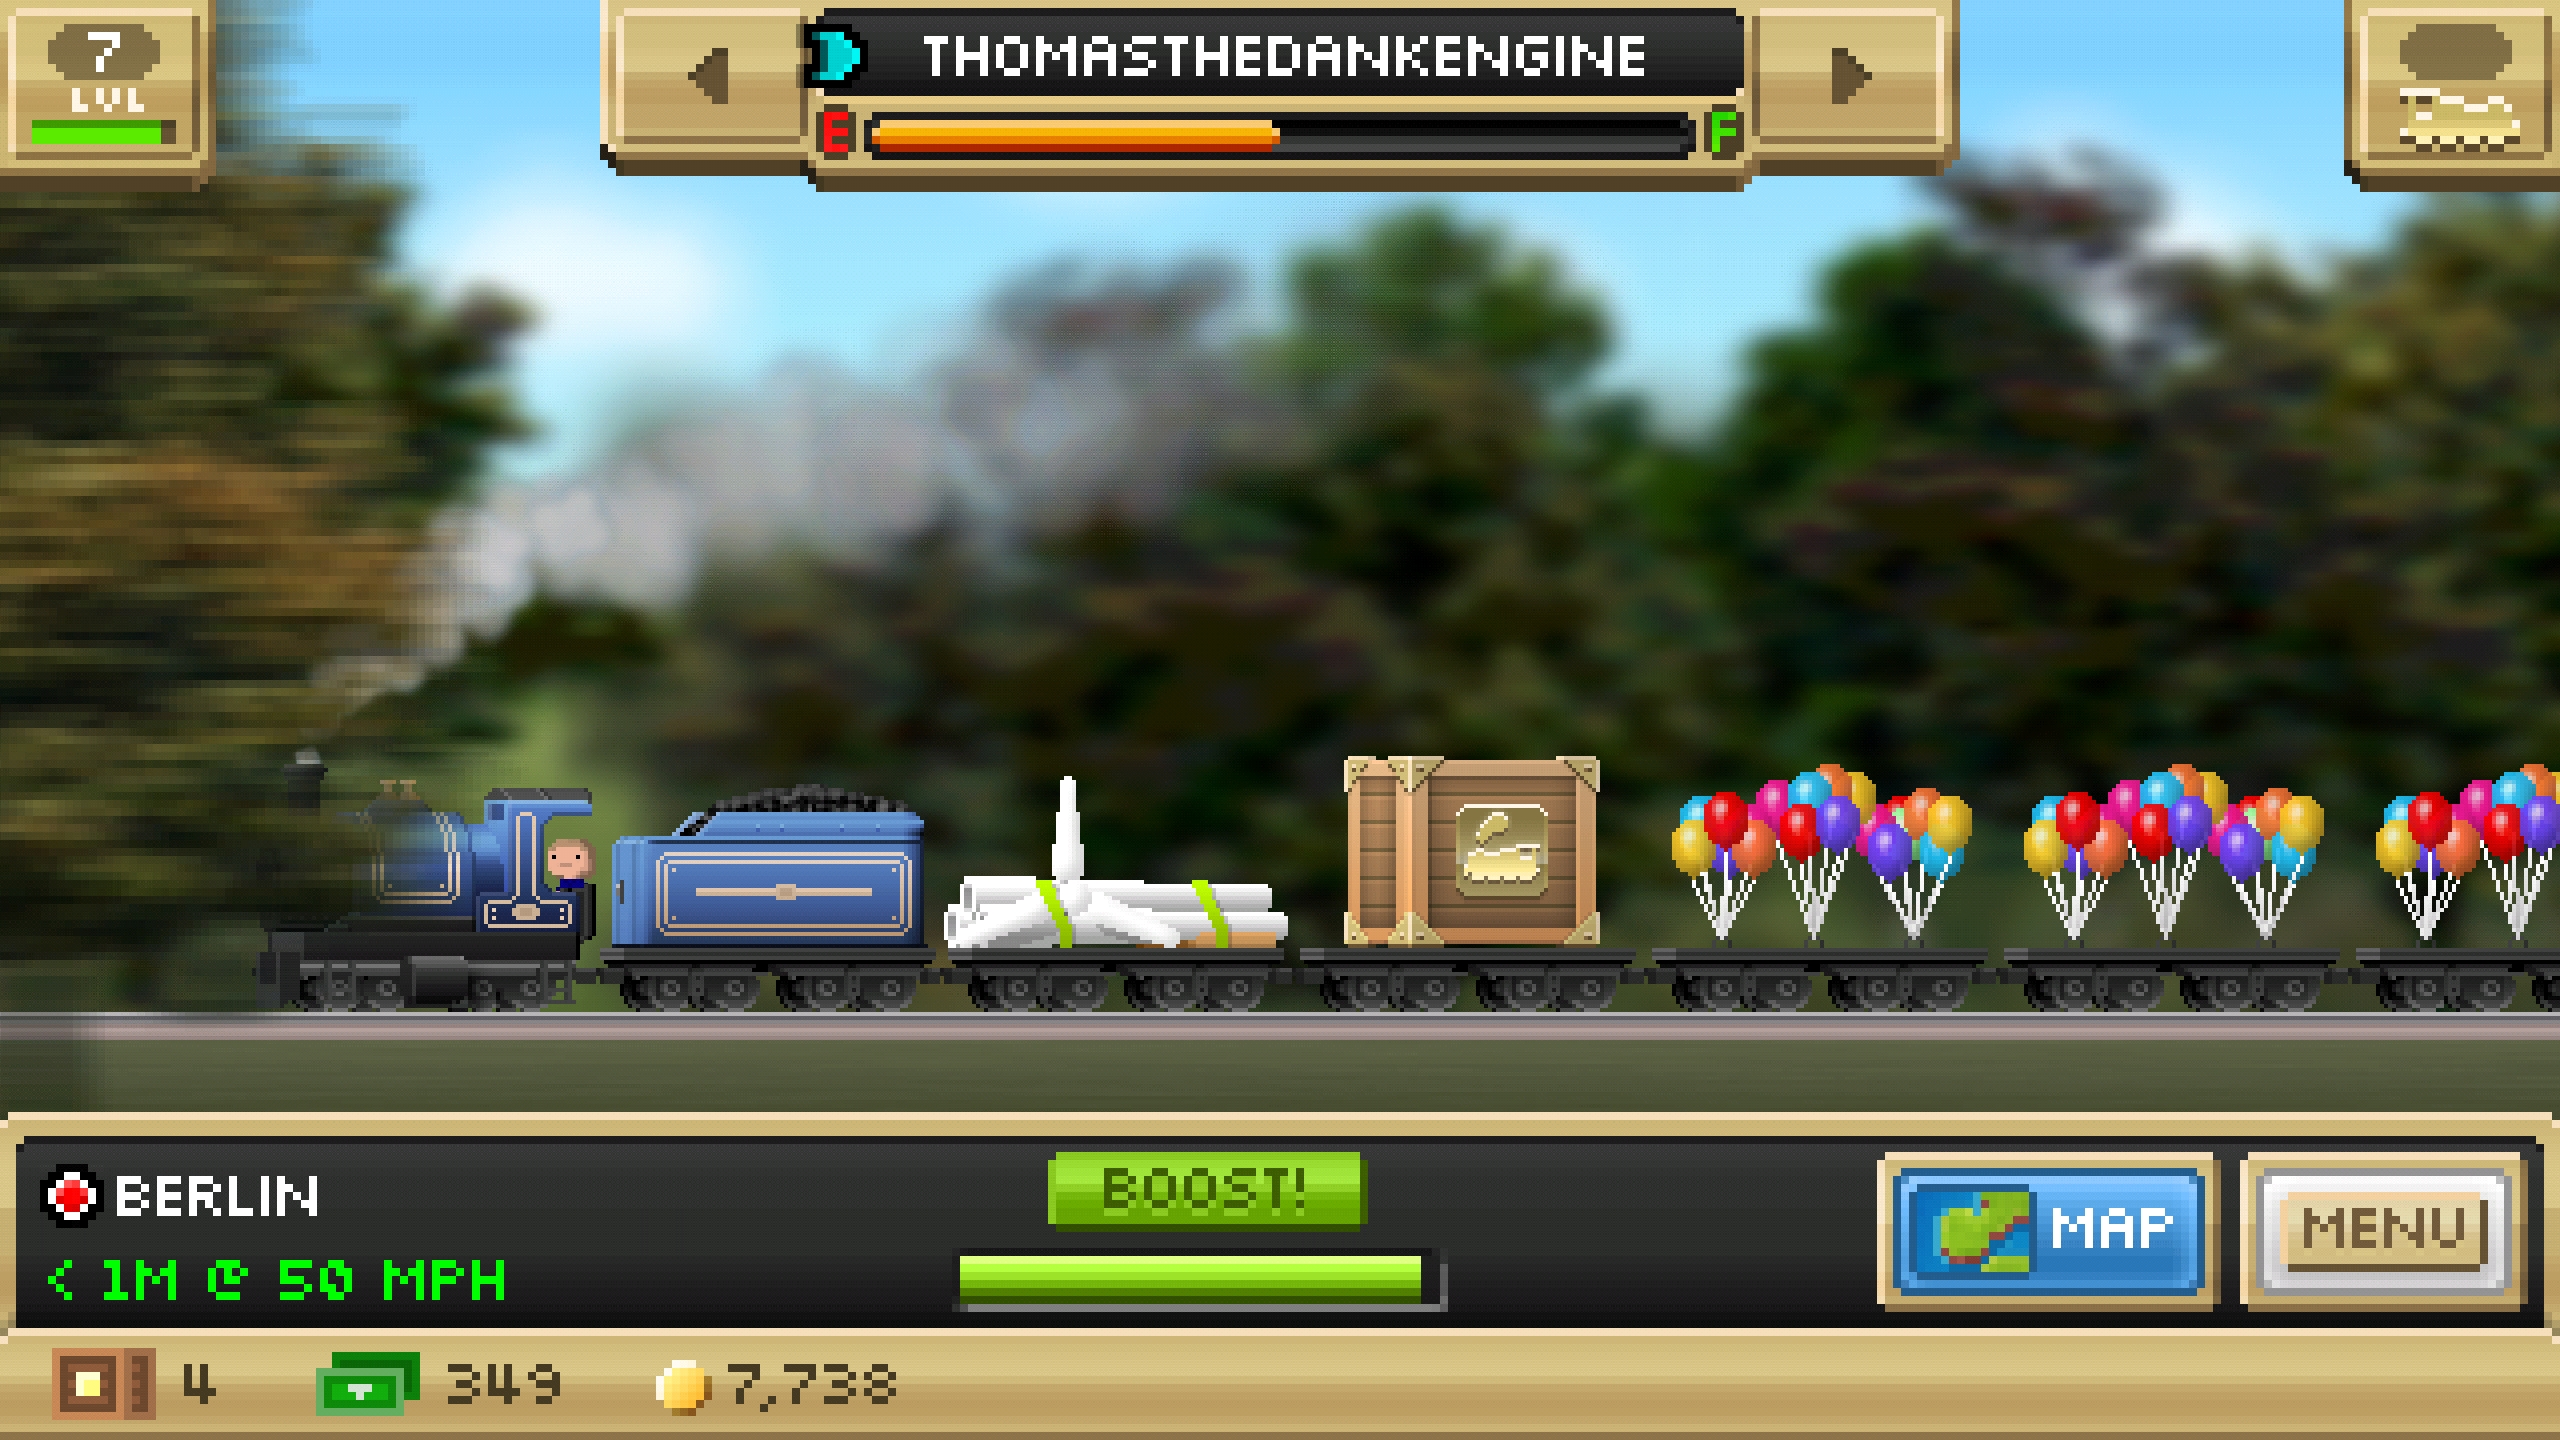 7
LVL
THOMASTHEDANKENGINE
E F
BERLIN
< 1M @ 50 MPH
BOOST!
MAP
MENU
4
349
7,738